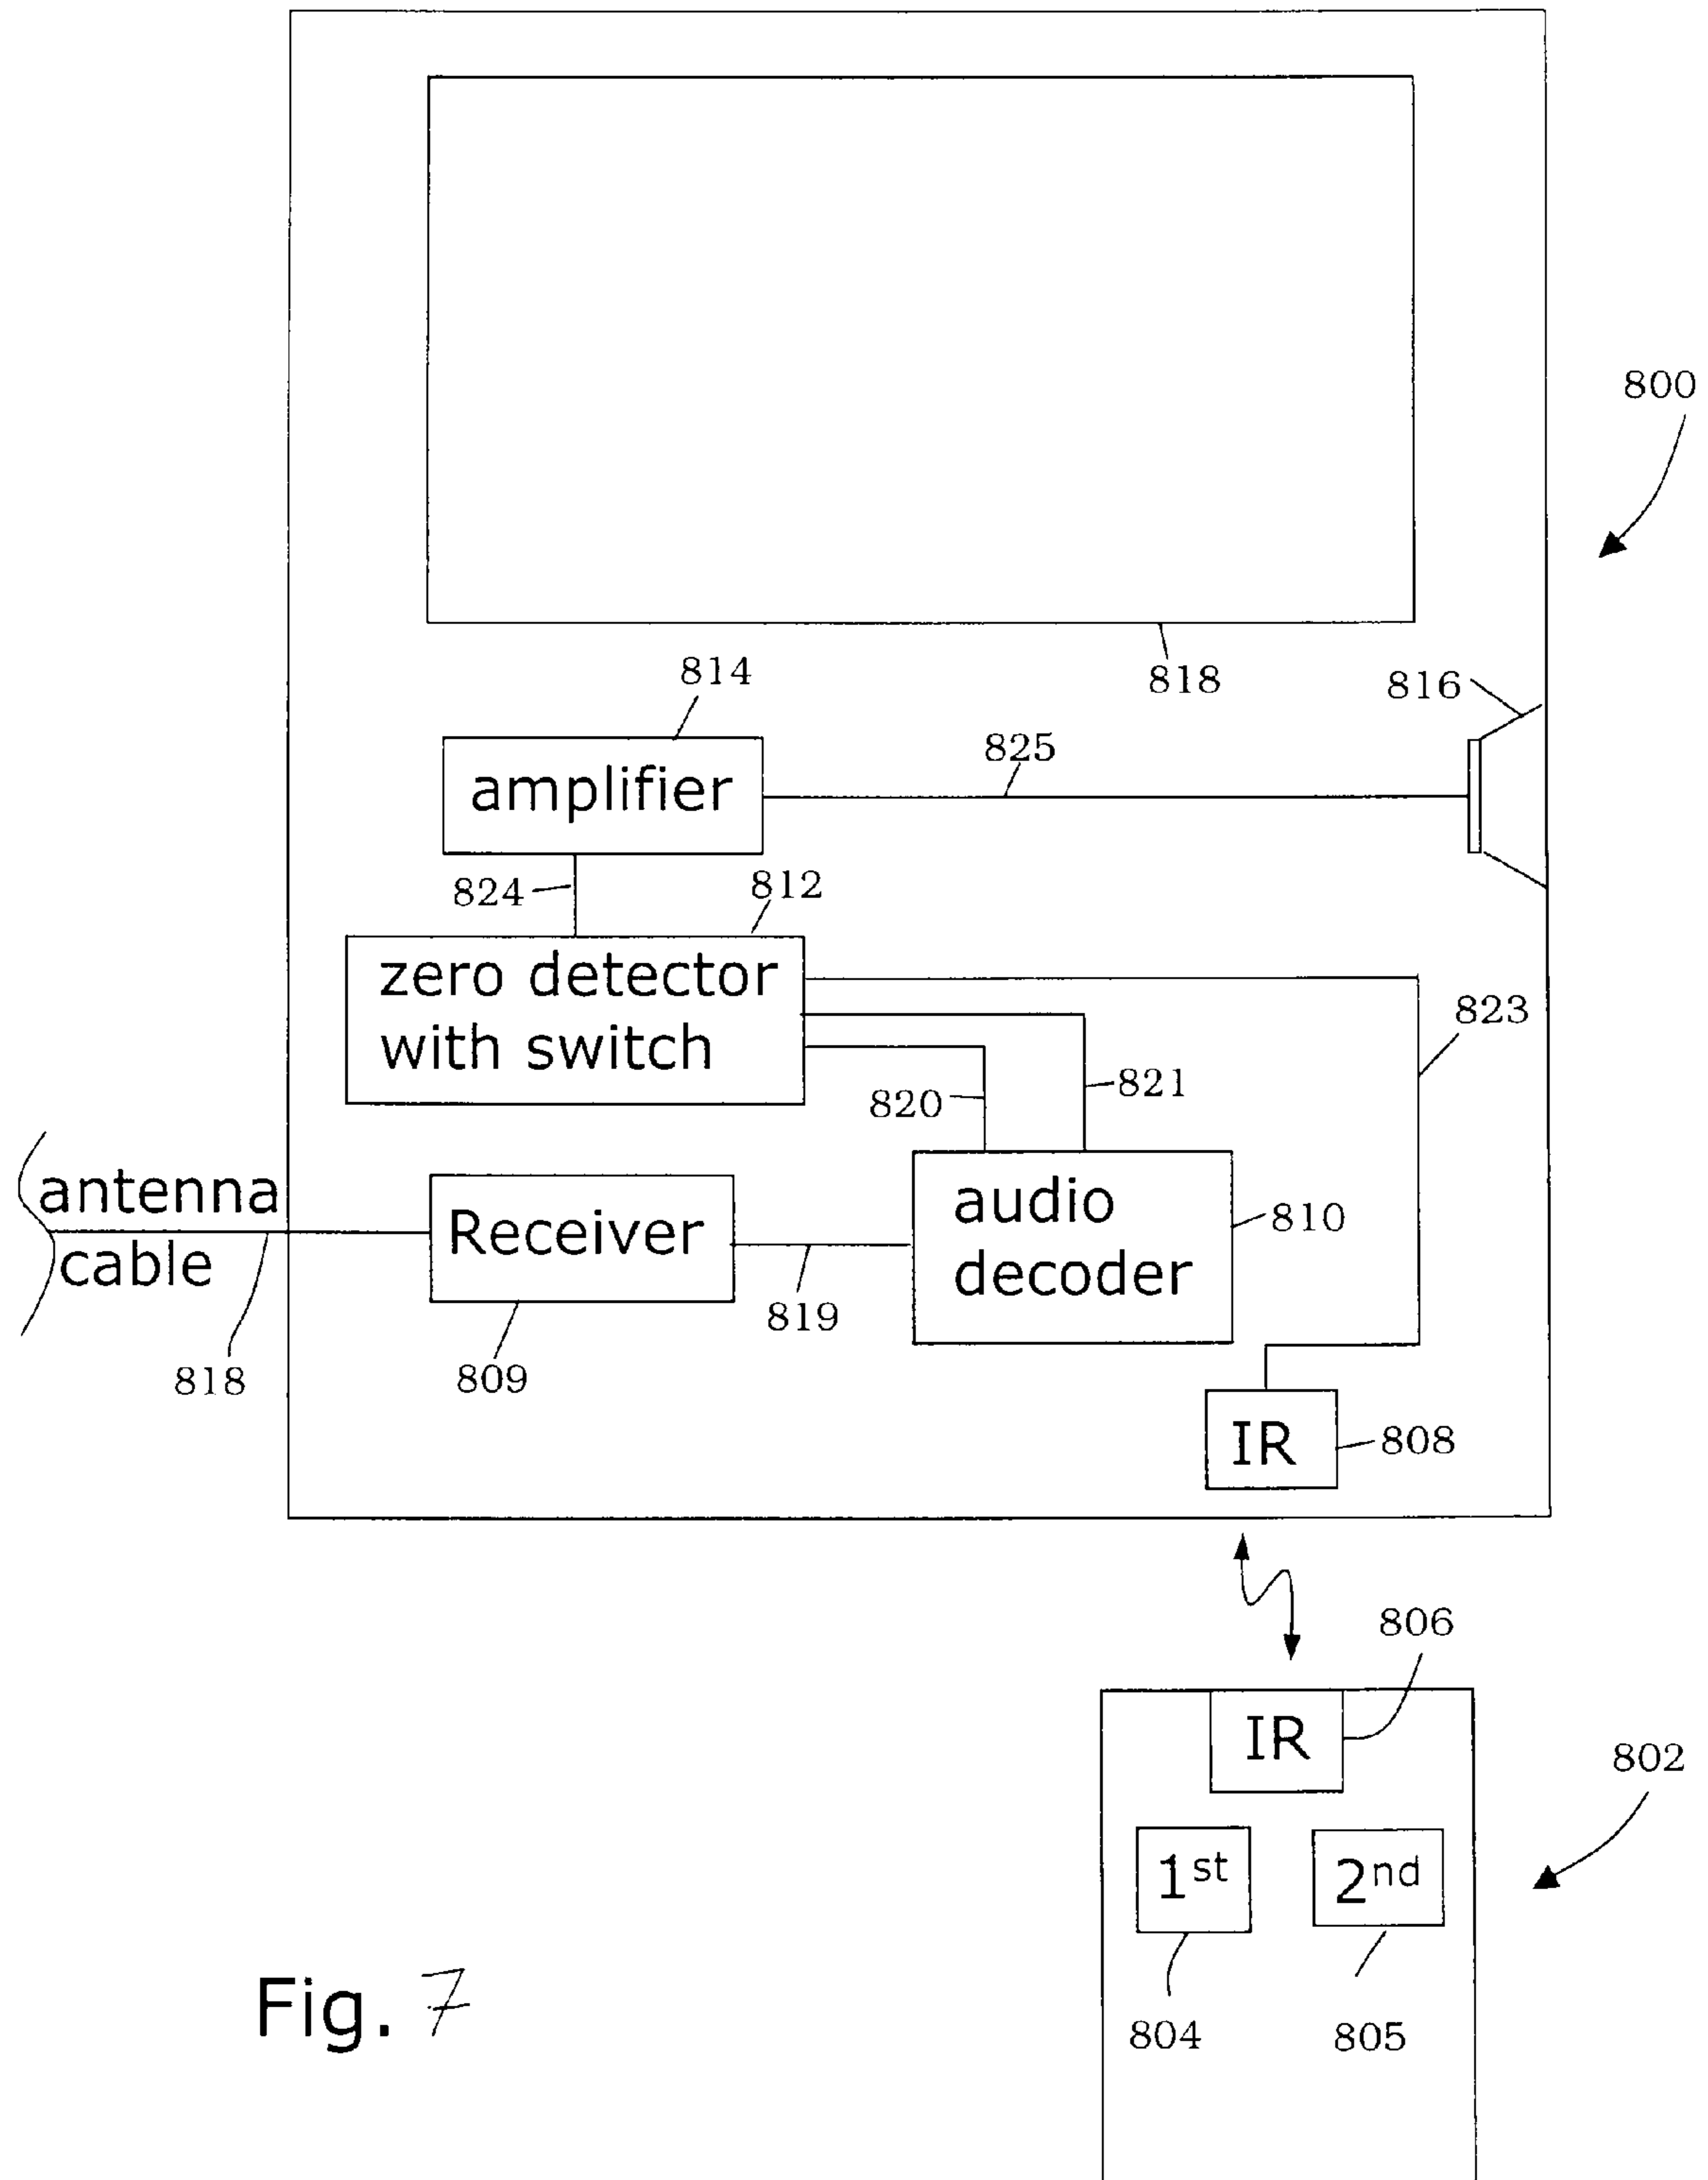 800
818
814
816
825
amplifier
824
812
zero detector
with switch
823
821
820
antenna
cable
Receiver
audio
decoder
810
819
818
809
IR
808
806
IR
802
1st
2nd
804
805
Fig. 7